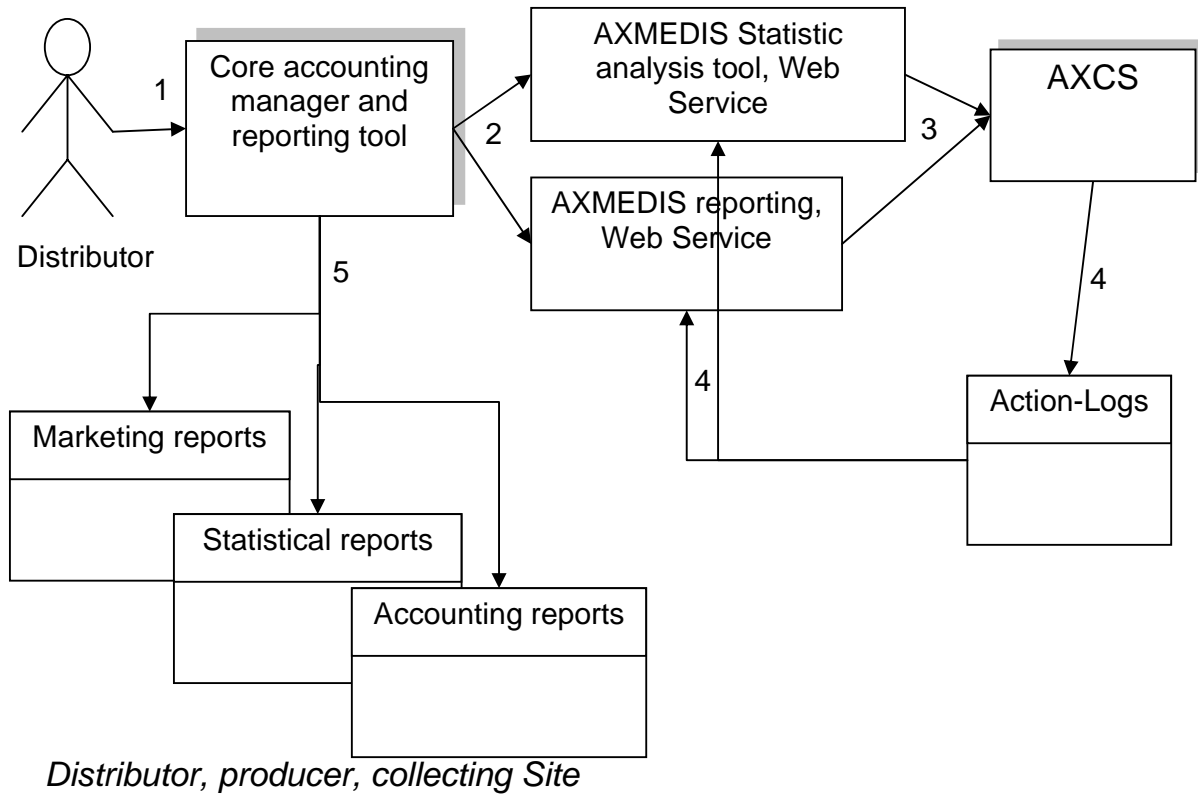 Distributor
1
Core accounting
manager and
reporting tool
2
AXMEDIS Statistic
analysis tool, Web
Service
AXMEDIS reporting,
Web Service
3
AXCS
4
Action-Logs
4
5
Marketing reports
Statistical reports
Accounting reports
Distributor, producer, collecting Site